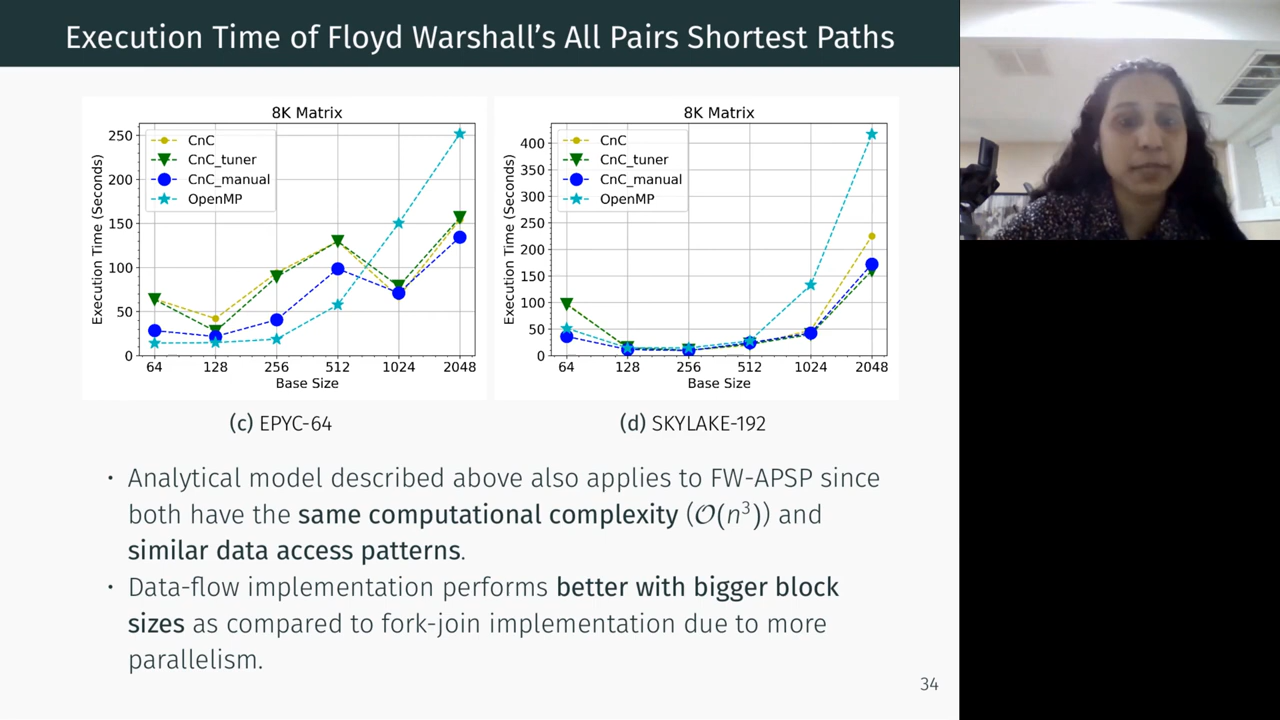 Execution Time of Floyd Warshall's All Pairs Shortest Paths
8K Matrix
Execution Time (Seconds)
250
200
150
100
50
0
CnC
CnC_tuner
CnC_manual
OpenMP
64 128 256 512 1024 2048
Base Size
(c) EPYC-64
8K Matrix
Execution Time (Seconds)
400
350
300
250
200
150
100
50
0
CnC
CnC_tuner
CnC_manual
OpenMP
64 128 256 512 1024 2048
Base Size
(d) SKYLAKE-192
· Analytical model described above also applies to FW-APSP since
both have the same computational complexity (𝒪(n³)) and
similar data access patterns.
· Data-flow implementation performs better with bigger block
sizes as compared to fork-join implementation due to more
parallelism.
34